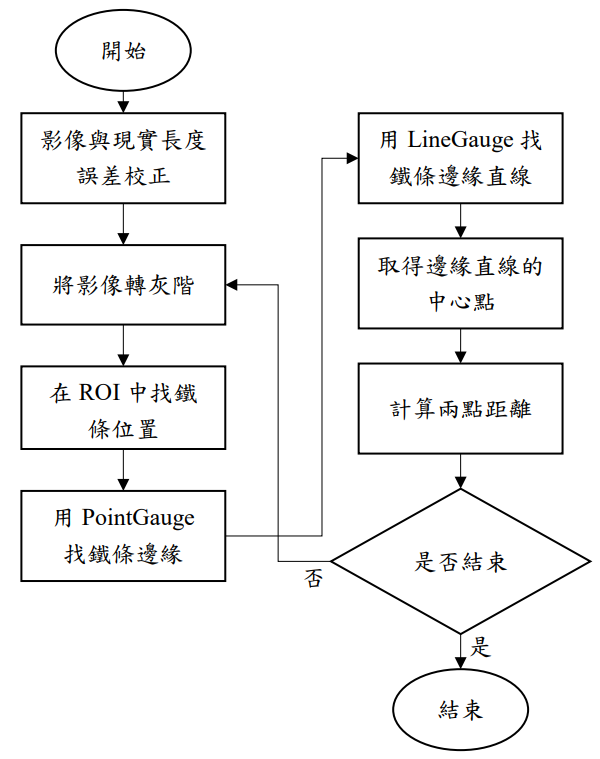 開始
影像與現實長度
誤差校正
將影像轉灰階
在 ROI 中找鐵
條位置
用 PointGauge
找鐵條邊緣
用 LineGauge 找
鐵條邊緣直線
取得邊緣直線的
中心點
計算兩點距離
是否結束
否
是
結束